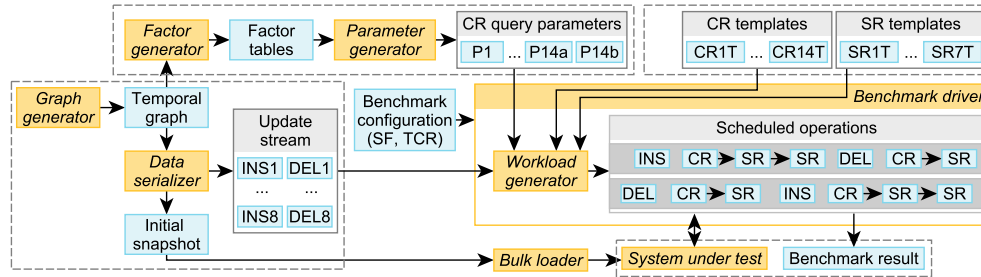 Factor
generator
Factor
tables
Parameter
generator
CR query parameters
P1 ... P14a P14b
CR templates
CR1T ... CR14T
SR templates
SR1T ... SR7T
Graph
generator
Temporal
graph
Update
stream
INS1 DEL1
... ...
INS8 DEL8
Data
serializer
Initial
snapshot
Benchmark
configuration
(SF, TCR)
Benchmark driver
Workload
generator
Scheduled operations
INS CR SR SR DEL CR SR
DEL CR SR INS CR SR SR
Bulk loader
System under test
Benchmark result